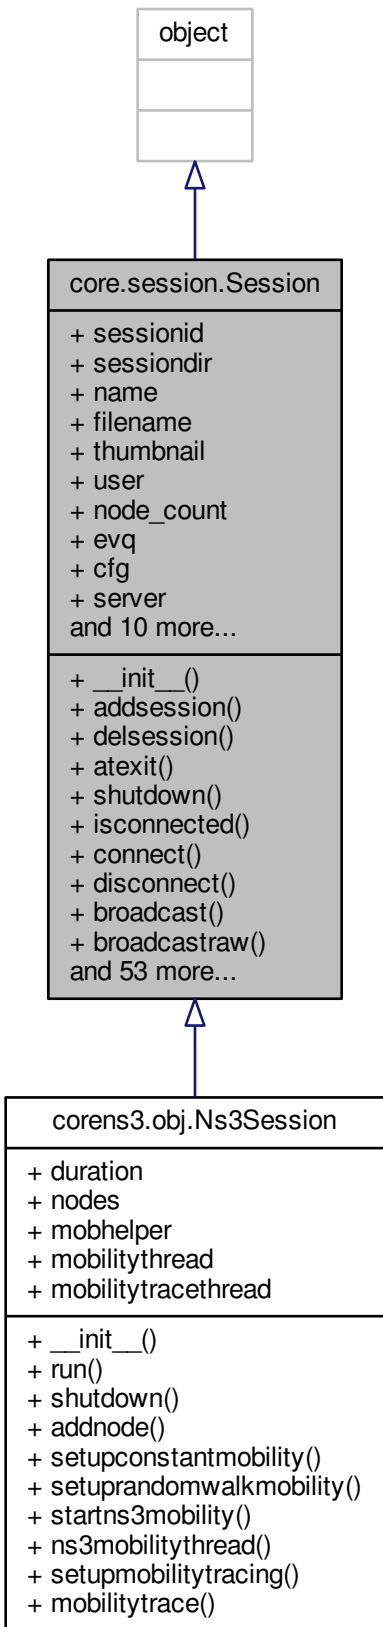 object
core.session.Session
+ sessionid
+ sessiondir
+ name
+ filename
+ thumbnail
+ user
+ node_count
+ evq
+ cfg
+ server
and 10 more...
+ __init__()
+ addsession()
+ delsession()
+ atexit()
+ shutdown()
+ isconnected()
+ connect()
+ disconnect()
+ broadcast()
+ broadcastraw()
and 53 more...
corens3.obj.Ns3Session
+ duration
+ nodes
+ mobhelper
+ mobilitythread
+ mobilitytracethread
+ __init__()
+ run()
+ shutdown()
+ addnode()
+ setupconstantmobility()
+ setuprandomwalkmobility()
+ startns3mobility()
+ ns3mobilitythread()
+ setupmobilitytracing()
+ mobilitytrace()